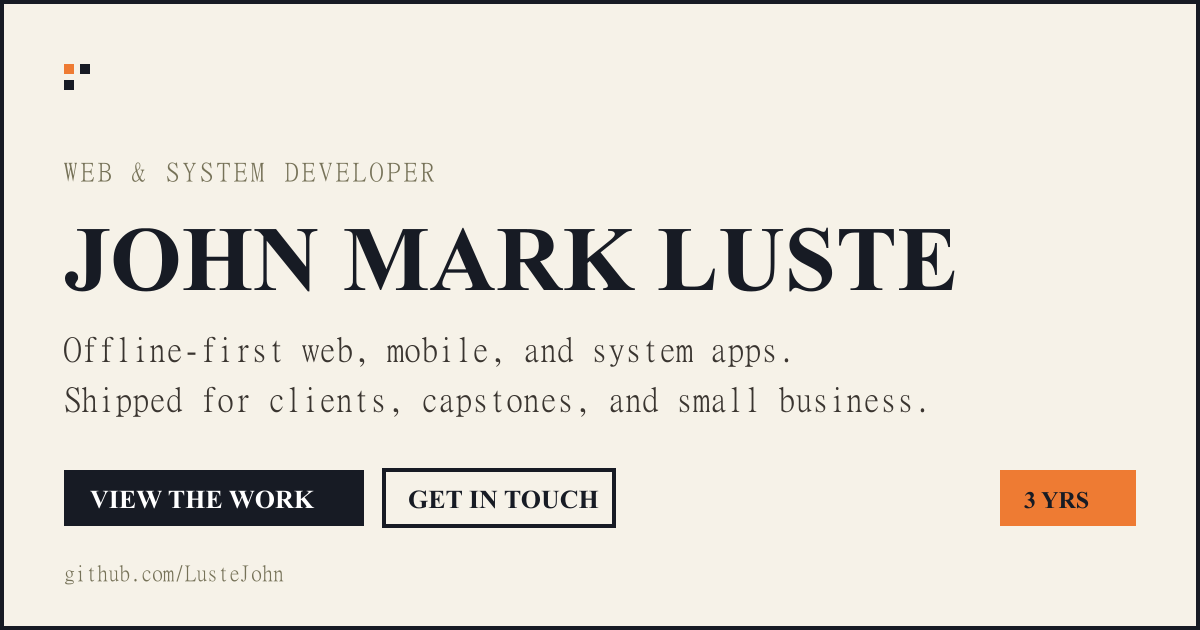 WEB & SYSTEM DEVELOPER
JOHN MARK LUSTE
Offline-first web, mobile, and system apps.
Shipped for clients, capstones, and small business.
VIEW THE WORK
GET IN TOUCH
3 YRS
github.com/LusteJohn